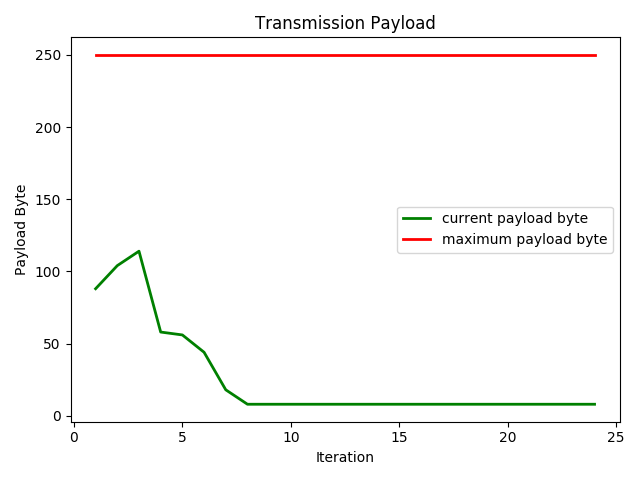 Transmission Payload
250
200
150
100
50
0
Payload Byte
current payload byte
maximum payload byte
0 5 10 15 20 25
Iteration